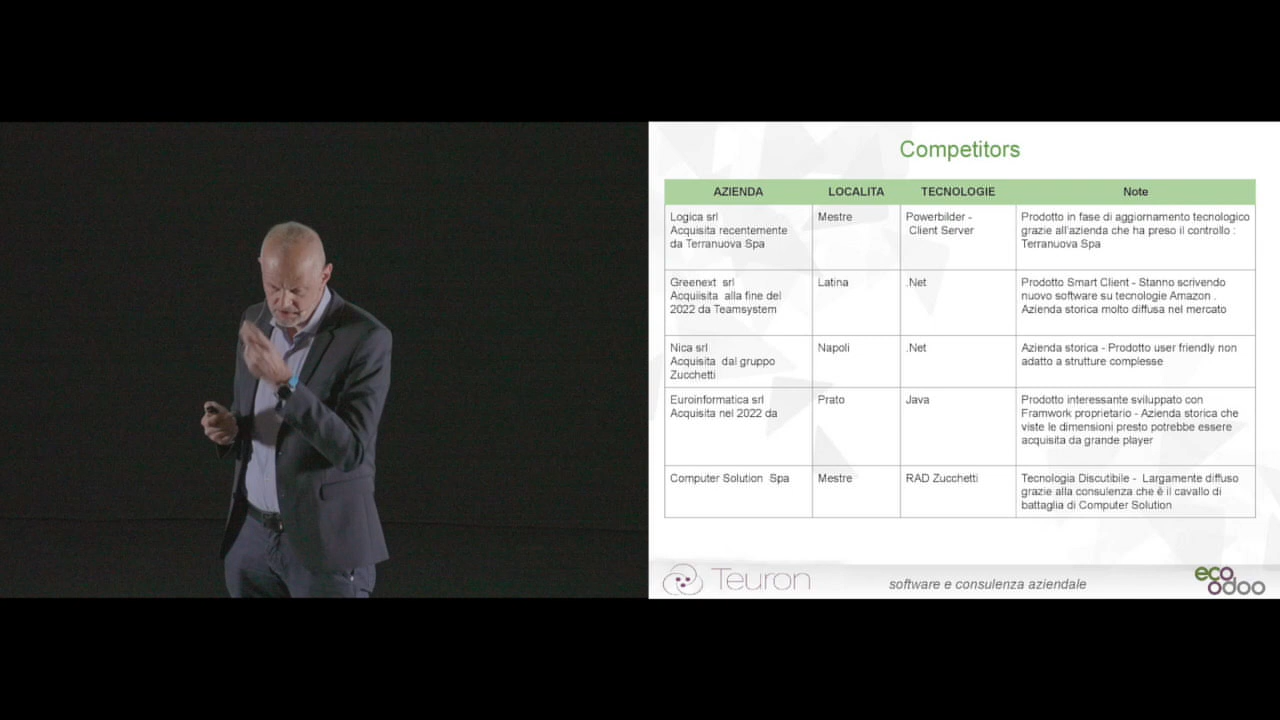 Competitors
AZIENDA LOCALITA TECNOLOGIE Note
Logica srl
Acquisita recentemente
da Terranuova Spa
Mestre
Powerbilder -
Client Server
Prodotto in fase di aggiornamento tecnologico
grazie all'azienda che ha preso il controllo :
Terranuova Spa
Greenext srl
Acquiisita alla fine del
2022 da Teamsystem
Latina
.Net
Prodotto Smart Client - Stanno scrivendo
nuovo software su tecnologie Amazon .
Azienda storica molto diffusa nel mercato
Nica srl
Acquisita dal gruppo
Zucchetti
Napoli
.Net
Azienda storica - Prodotto user friendly non
adatto a strutture complesse
Euroinformatica srl
Acquisita nel 2022 da
Prato
Java
Prodotto interessante sviluppato con
Framwork proprietario - Azienda storica che
viste le dimensioni presto potrebbe essere
acquisita da grande player
Computer Solution Spa
Mestre
RAD Zucchetti
Tecnologia Discutibile - Largamente diffuso
grazie alla consulenza che è il cavallo di
battaglia di Computer Solution
Teuron
software e consulenza aziendale
eco
odoo